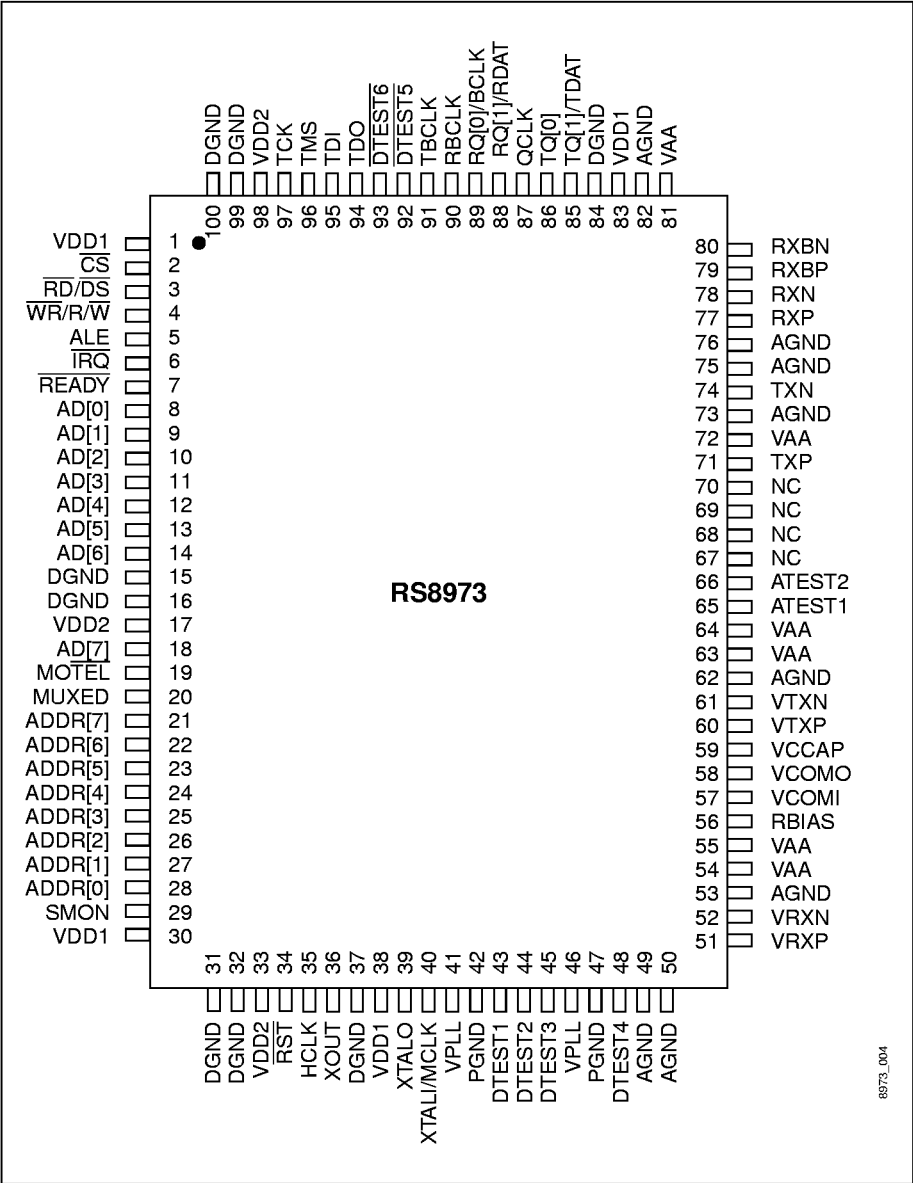 DGND
DGND
VDD2
TCK
TMS
TDI
TDO
DTEST6
DTEST5
TBCLK
RBCLK
RQ[0]/BCLK
RQ[1]/RDAT
QCLK
TQ[0]
TQ[1]/TDAT
DGND
VDD1
AGND
VAA
100
99
98
97
96
95
94
93
92
91
90
89
88
87
86
85
84
83
82
81
VDD1 1
CS 2
RD/DS 3
WR/R/W 4
ALE 5
IRQ 6
READY 7
AD[0] 8
AD[1] 9
AD[2] 10
AD[3] 11
AD[4] 12
AD[5] 13
AD[6] 14
DGND 15
DGND 16
VDD2 17
AD[7] 18
MOTEL 19
MUXED 20
ADDR[7] 21
ADDR[6] 22
ADDR[5] 23
ADDR[4] 24
ADDR[3] 25
ADDR[2] 26
ADDR[1] 27
ADDR[0] 28
SMON 29
VDD1 30
RS8973
80 RXBN
79 RXBP
78 RXN
77 RXP
76 AGND
75 AGND
74 TXN
73 AGND
72 VAA
71 TXP
70 NC
69 NC
68 NC
67 NC
66 ATEST2
65 ATEST1
64 VAA
63 VAA
62 AGND
61 VTXN
60 VTXP
59 VCCAP
58 VCOMO
57 VCOMI
56 RBIAS
55 VAA
54 VAA
53 AGND
52 VRXN
51 VRXP
31
32
33
34
35
36
37
38
39
40
41
42
43
44
45
46
47
48
49
50
DGND
DGND
VDD2
RST
HCLK
XOUT
DGND
VDD1
XTALO
XTALI/MCLK
VPLL
PGND
DTEST1
DTEST2
DTEST3
VPLL
PGND
DTEST4
AGND
AGND
8973_004